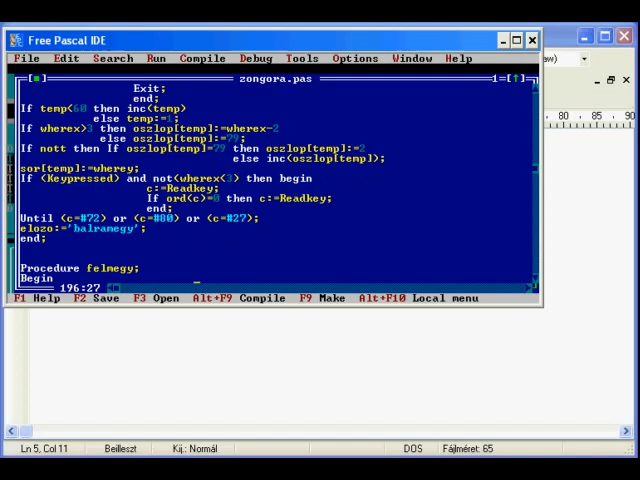 Free Pascal IDE
File Edit Search Run Compile Debug Tools Options Window Help
zongora.pas 1=[↑]
Exit;
end;
If temp<60 then inc(temp)
else temp:=1;
If wherex>3 then oszlop[temp]:=wherex-2
else oszlop[temp]:=79;
If nott then If oszlop[temp]=79 then oszlop[temp]:=2
else inc(oszlop[temp]);
sor[temp]:=wherey;
If (Keypressed) and not(wherex<3) then begin
c:=Readkey;
If ord(c)=0 then c:=Readkey;
end;
Until (c=#72) or (c=#80) or (c=#27);
elozo:='balramegy';
end;
Procedure felmegy;
Begin
196:27
F1 Help F2 Save F3 Open Alt+F9 Compile F9 Make Alt+F10 Local menu
80 85 90
Ln 5, Col 11 Beilleszt Kij.: Normál DOS Fájlméret: 65